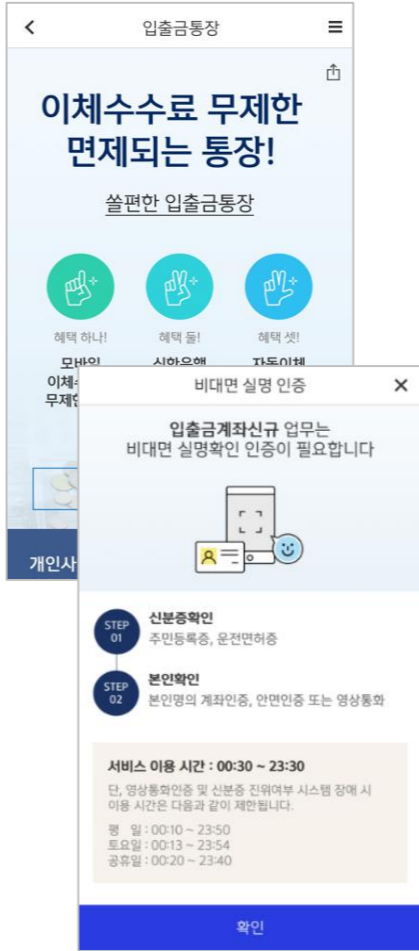 입출금통장
이체수수료 무제한
면제되는 통장!
쏠편한 입출금통장
혜택 하나!
혜택 둘!
혜택 셋!
모바일
신한은행
자동이체
이체
무제한
개인사
비대면 실명 인증
입출금계좌신규 업무는
비대면 실명확인 인증이 필요합니다
STEP 01
신분증확인
주민등록증, 운전면허증
STEP 02
본인확인
본인명의 계좌인증, 안면인증 또는 영상통화
서비스 이용 시간 : 00:30 ~ 23:30
단, 영상통화인증 및 신분증 진위여부 시스템 장애 시
이용 시간은 다음과 같이 제한됩니다.
평 일 : 00:10 ~ 23:50
토요일 : 00:13 ~ 23:54
공휴일 : 00:20 ~ 23:40
확인